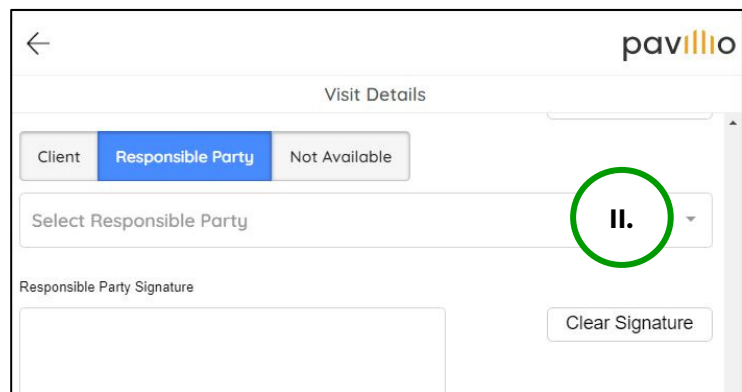 pavillio
Visit Details
Client Responsible Party Not Available
Select Responsible Party II.
Responsible Party Signature
Clear Signature